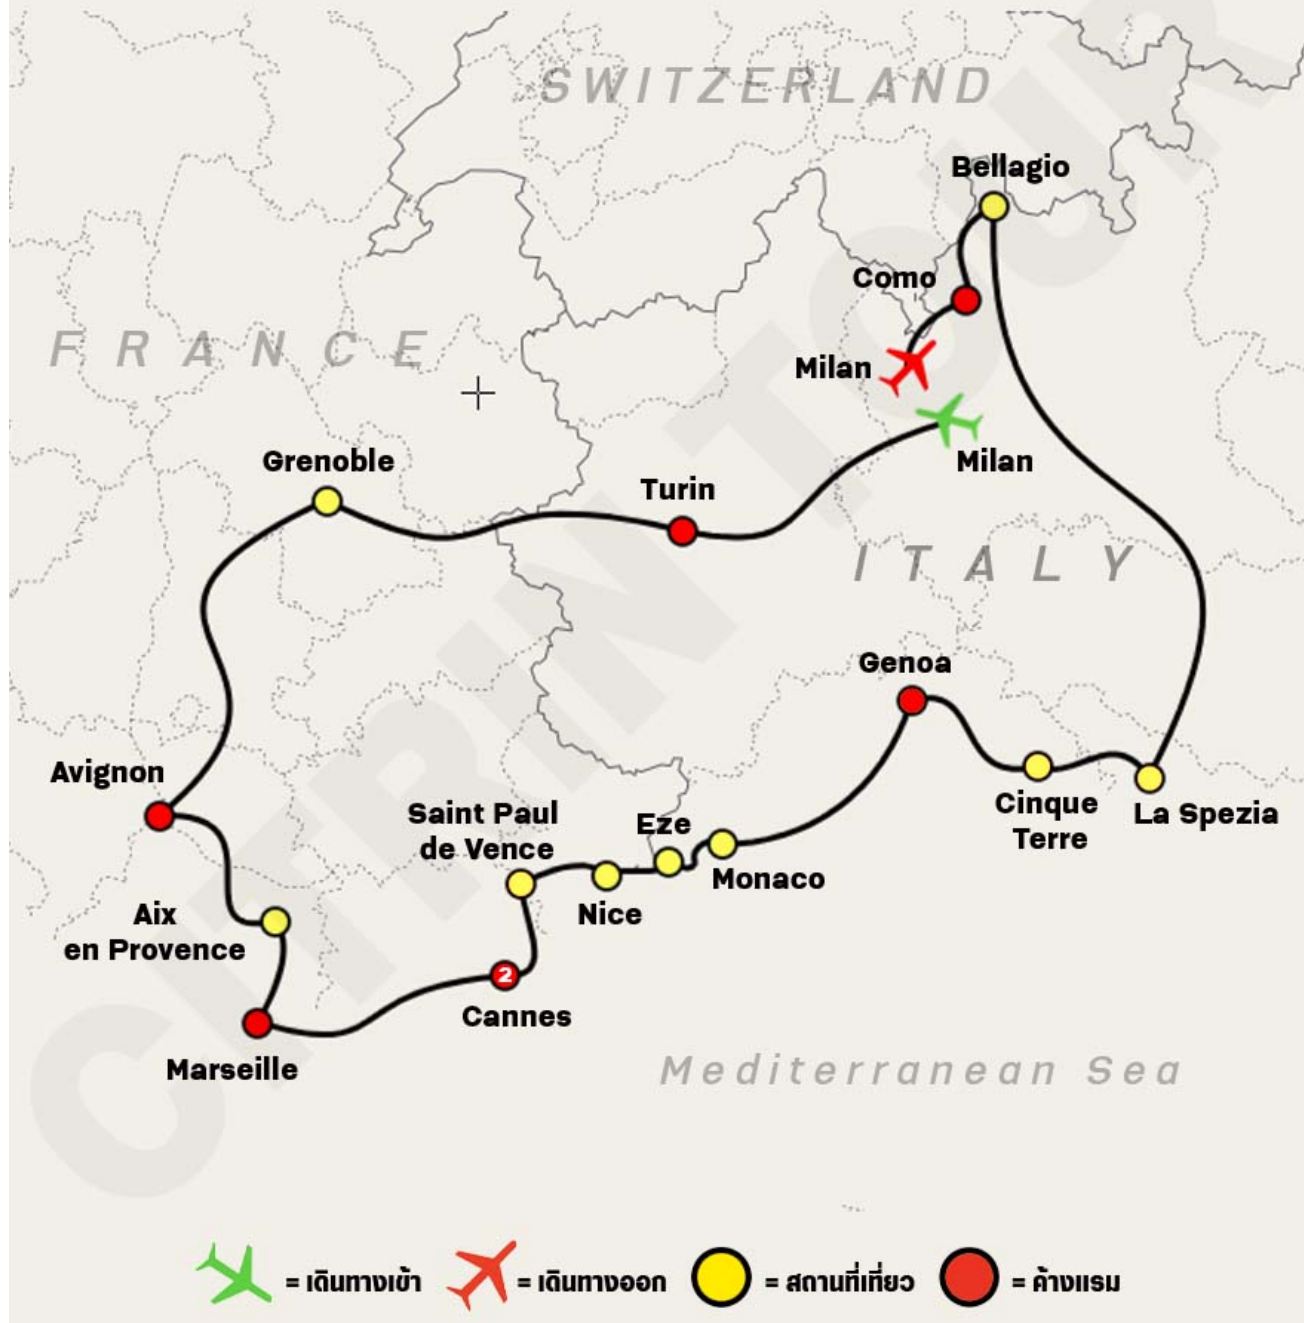 SWITZERLAND
Bellagio
Como
FRANCE
Milan
Milan
Grenoble
Turin
ITALY
Genoa
Avignon
Saint Paul
de Vence
Eze
Cinque
Terre
La Spezia
Monaco
Nice
Aix
en Provence
2
Cannes
Marseille
Mediterranean Sea
CITRIN TOUR
= เดินทางเข้า = เดินทางออก = สถานที่เที่ยว = ค้างแรม